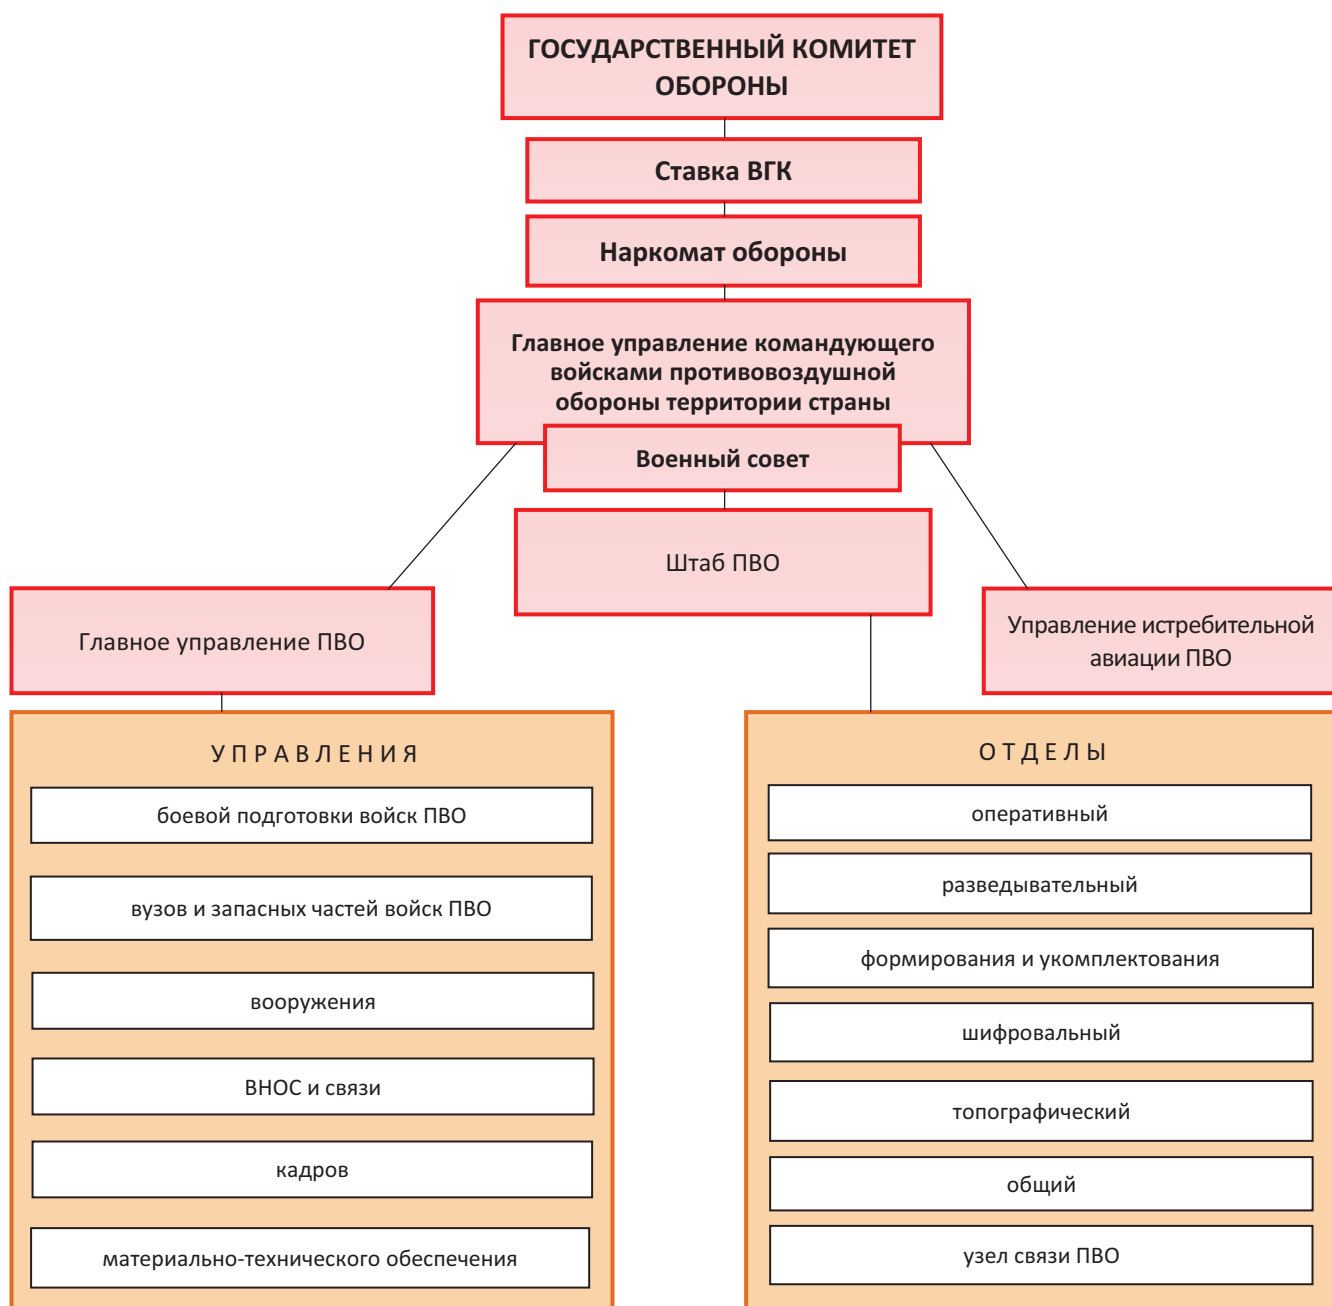 ГОСУДАРСТВЕННЫЙ КОМИТЕТ
ОБОРОНЫ
Ставка ВГК
Наркомат обороны
Главное управление командующего
войсками противовоздушной
обороны территории страны
Военный совет
Штаб ПВО
Главное управление ПВО
Управление истребительной
авиации ПВО
УПРАВЛЕНИЯ
боевой подготовки войск ПВО
вузов и запасных частей войск ПВО
вооружения
ВНОС и связи
кадров
материально-технического обеспечения
ОТДЕЛЫ
оперативный
разведывательный
формирования и укомплектования
шифровальный
топографический
общий
узел связи ПВО